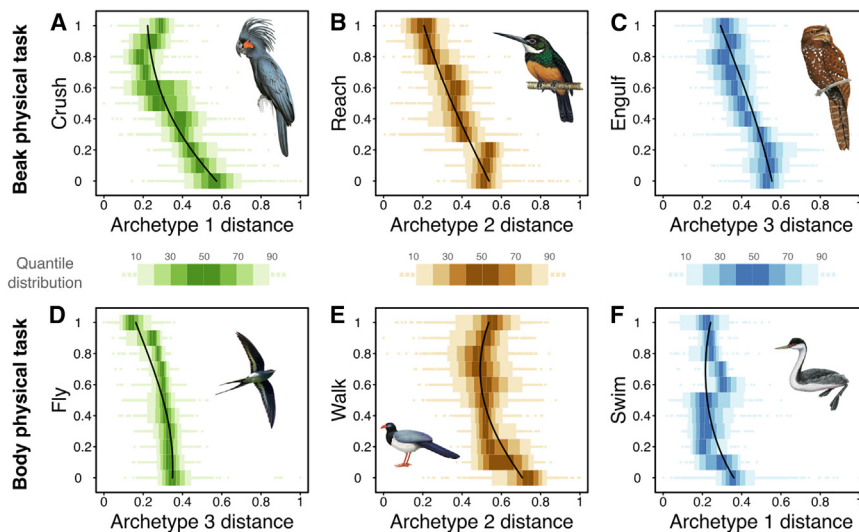 A
B
C
Beak physical task
Crush
1
0.8
0.6
0.4
0.2
0
0 0.2 0.4 0.6 0.8 1
Archetype 1 distance
Reach
1
0.8
0.6
0.4
0.2
0
0 0.2 0.4 0.6 0.8 1
Archetype 2 distance
Engulf
1
0.8
0.6
0.4
0.2
0
0 0.2 0.4 0.6 0.8 1
Archetype 3 distance
Quantile
distribution
10 30 50 70 90
10 30 50 70 90
10 30 50 70 90
D
E
F
Body physical task
Fly
1
0.8
0.6
0.4
0.2
0
0 0.2 0.4 0.6 0.8 1
Archetype 3 distance
Walk
1
0.8
0.6
0.4
0.2
0
0 0.2 0.4 0.6 0.8 1
Archetype 2 distance
Swim
1
0.8
0.6
0.4
0.2
0
0 0.2 0.4 0.6 0.8 1
Archetype 1 distance